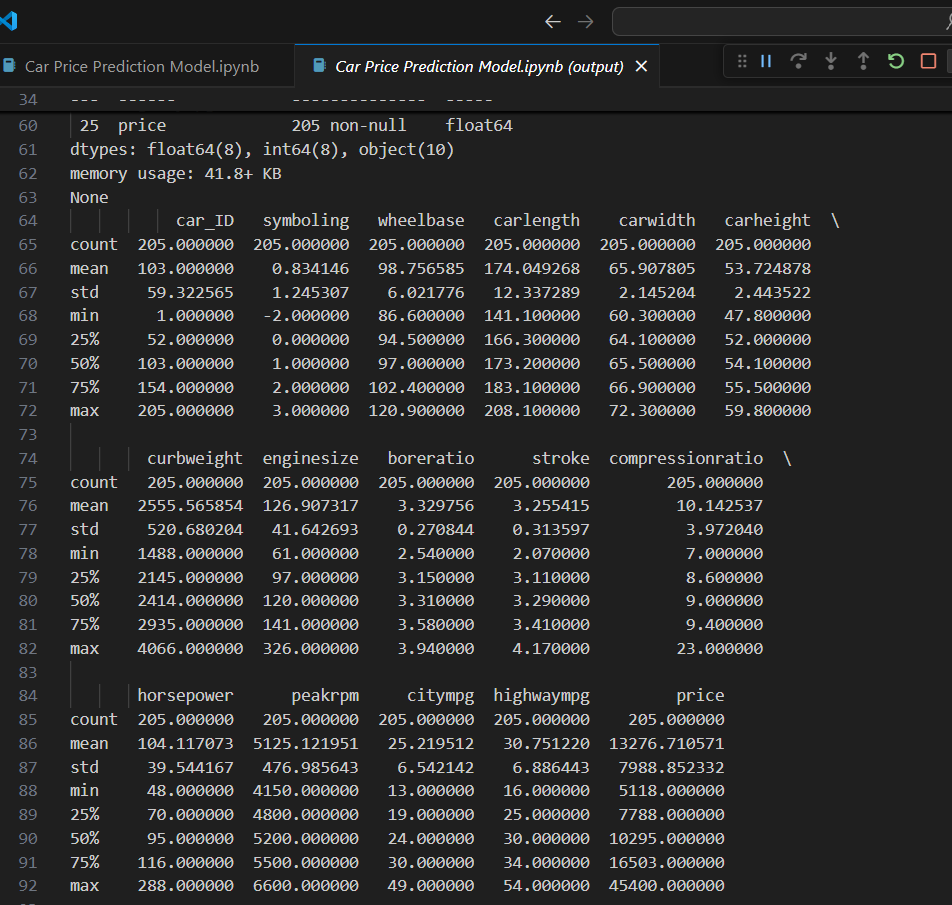 Car Price Prediction Model.ipynb
Car Price Prediction Model.ipynb (output)
34 --- ------ -------------- -----
60 25 price 205 non-null float64
61 dtypes: float64(8), int64(8), object(10)
62 memory usage: 41.8+ KB
63 None
64 car_ID symboling wheelbase carlength carwidth carheight \
65 count 205.000000 205.000000 205.000000 205.000000 205.000000 205.000000
66 mean 103.000000 0.834146 98.756585 174.049268 65.907805 53.724878
67 std 59.322565 1.245307 6.021776 12.337289 2.145204 2.443522
68 min 1.000000 -2.000000 86.600000 141.100000 60.300000 47.800000
69 25% 52.000000 0.000000 94.500000 166.300000 64.100000 52.000000
70 50% 103.000000 1.000000 97.000000 173.200000 65.500000 54.100000
71 75% 154.000000 2.000000 102.400000 183.100000 66.900000 55.500000
72 max 205.000000 3.000000 120.900000 208.100000 72.300000 59.800000
73
74 curbweight enginesize boreratio stroke compressionratio \
75 count 205.000000 205.000000 205.000000 205.000000 205.000000
76 mean 2555.565854 126.907317 3.329756 3.255415 10.142537
77 std 520.680204 41.642693 0.270844 0.313597 3.972040
78 min 1488.000000 61.000000 2.540000 2.070000 7.000000
79 25% 2145.000000 97.000000 3.150000 3.110000 8.600000
80 50% 2414.000000 120.000000 3.310000 3.290000 9.000000
81 75% 2935.000000 141.000000 3.580000 3.410000 9.400000
82 max 4066.000000 326.000000 3.940000 4.170000 23.000000
83
84 horsepower peakrpm citympg highwaympg price
85 count 205.000000 205.000000 205.000000 205.000000 205.000000
86 mean 104.117073 5125.121951 25.219512 30.751220 13276.710571
87 std 39.544167 476.985643 6.542142 6.886443 7988.852332
88 min 48.000000 4150.000000 13.000000 16.000000 5118.000000
89 25% 70.000000 4800.000000 19.000000 25.000000 7788.000000
90 50% 95.000000 5200.000000 24.000000 30.000000 10295.000000
91 75% 116.000000 5500.000000 30.000000 34.000000 16503.000000
92 max 288.000000 6600.000000 49.000000 54.000000 45400.000000